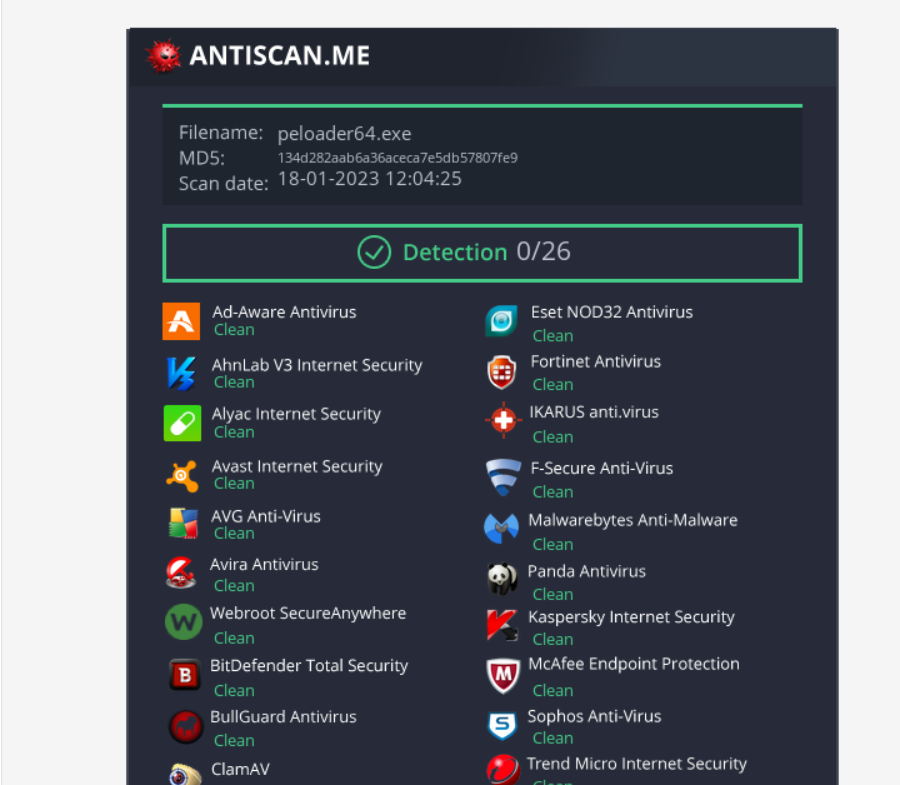 ANTISCAN.ME
Filename: peloader64.exe
MD5: 134d282aab6a36aceca7e5db57807fe9
Scan date: 18-01-2023 12:04:25
Detection 0/26
Ad-Aware Antivirus
Clean
AhnLab V3 Internet Security
Clean
Alyac Internet Security
Clean
Avast Internet Security
Clean
AVG Anti-Virus
Clean
Avira Antivirus
Clean
W
Webroot SecureAnywhere
Clean
B
BitDefender Total Security
Clean
BullGuard Antivirus
Clean
ClamAV
Eset NOD32 Antivirus
Clean
Fortinet Antivirus
Clean
IKARUS anti.virus
Clean
F-Secure Anti-Virus
Clean
Malwarebytes Anti-Malware
Clean
Panda Antivirus
Clean
Kaspersky Internet Security
Clean
M
McAfee Endpoint Protection
Clean
S
Sophos Anti-Virus
Clean
Trend Micro Internet Security
Clean